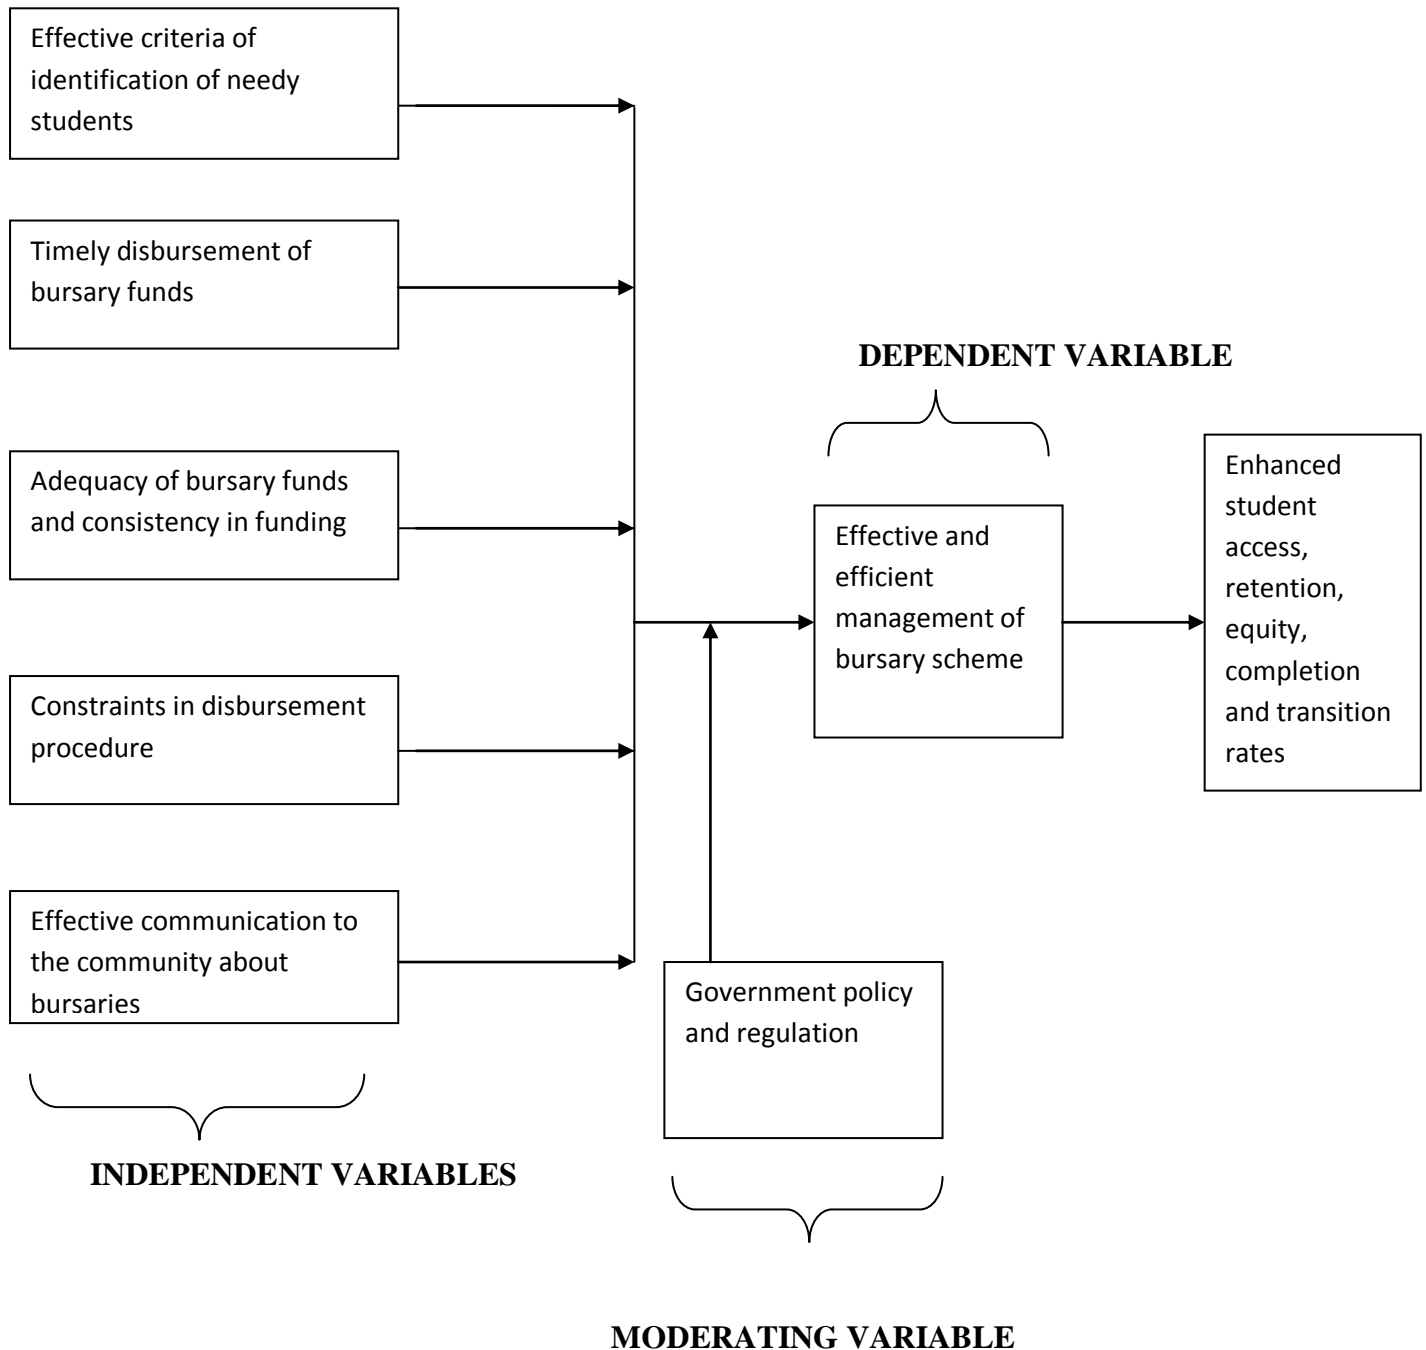 Effective criteria of
identification of needy
students
Timely disbursement of
bursary funds
Adequacy of bursary funds
and consistency in funding
Constraints in disbursement
procedure
Effective communication to
the community about
bursaries
INDEPENDENT VARIABLES
Government policy
and regulation
MODERATING VARIABLE
DEPENDENT VARIABLE
Effective and
efficient
management of
bursary scheme
Enhanced
student
access,
retention,
equity,
completion
and transition
rates